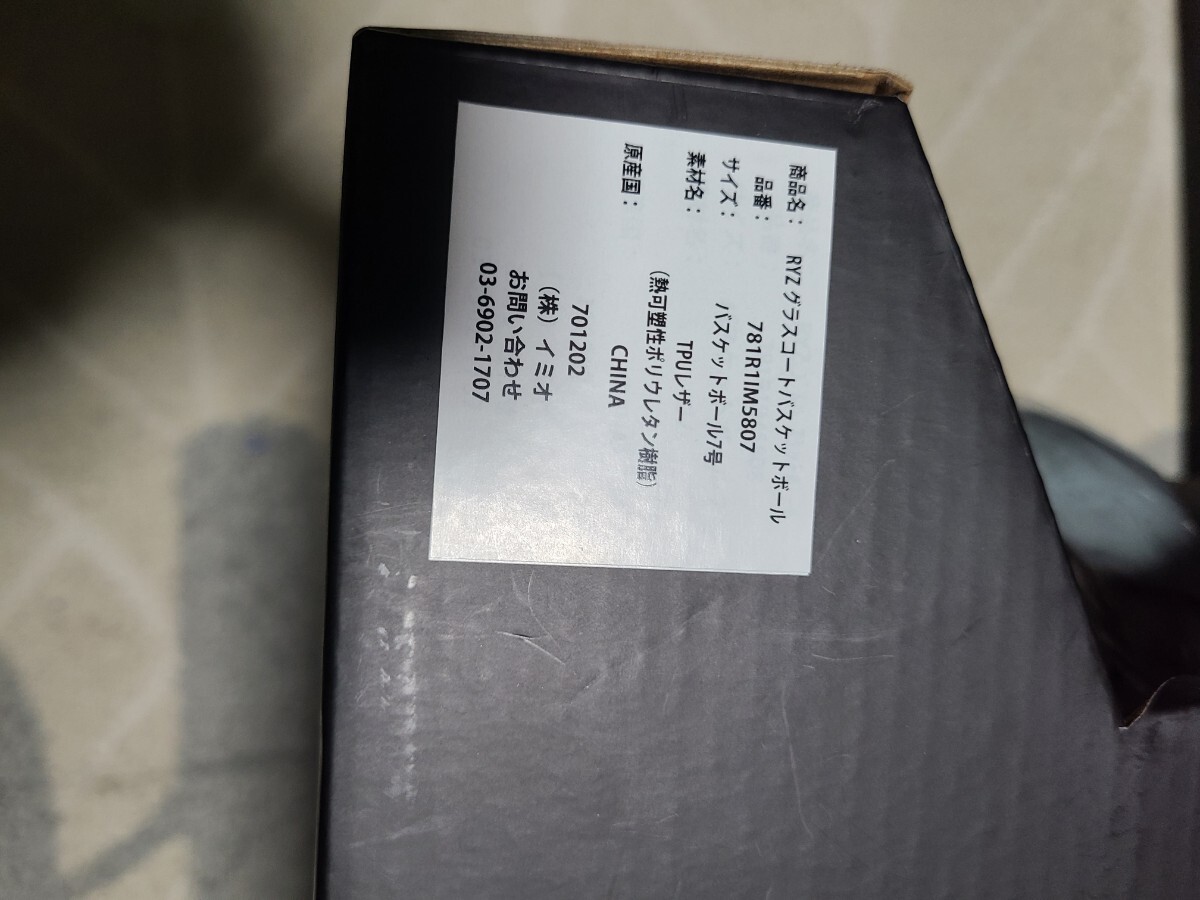 商品名： RYZ グラスコートバスケットボール
品番： 781R1IM5807
サイズ： バスケットボール7号
素材名： TPUレザー
（熱可塑性ポリウレタン樹脂）
原産国： CHINA
701202
（株）イミオ
お問い合わせ
03-6902-1707